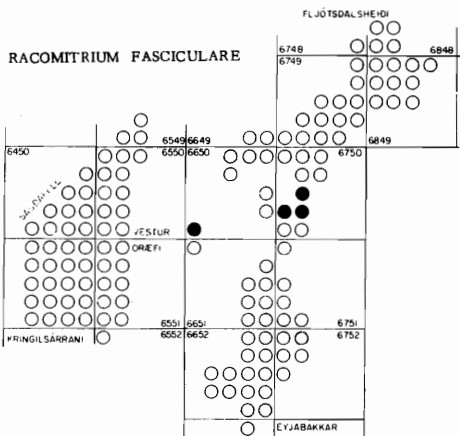 FLJÓTSDALSHEIÐI
RACOMITRIUM FASCICULARE
6748 6848
6749
6549 6649 6849
6450 6550 6650 6750
SAUÐAFELL
VESTUR
ÖRÆFI
6551 6651 6751
KRINGILSÁRRANI 6552 6652 6752
EYJABAKKAR